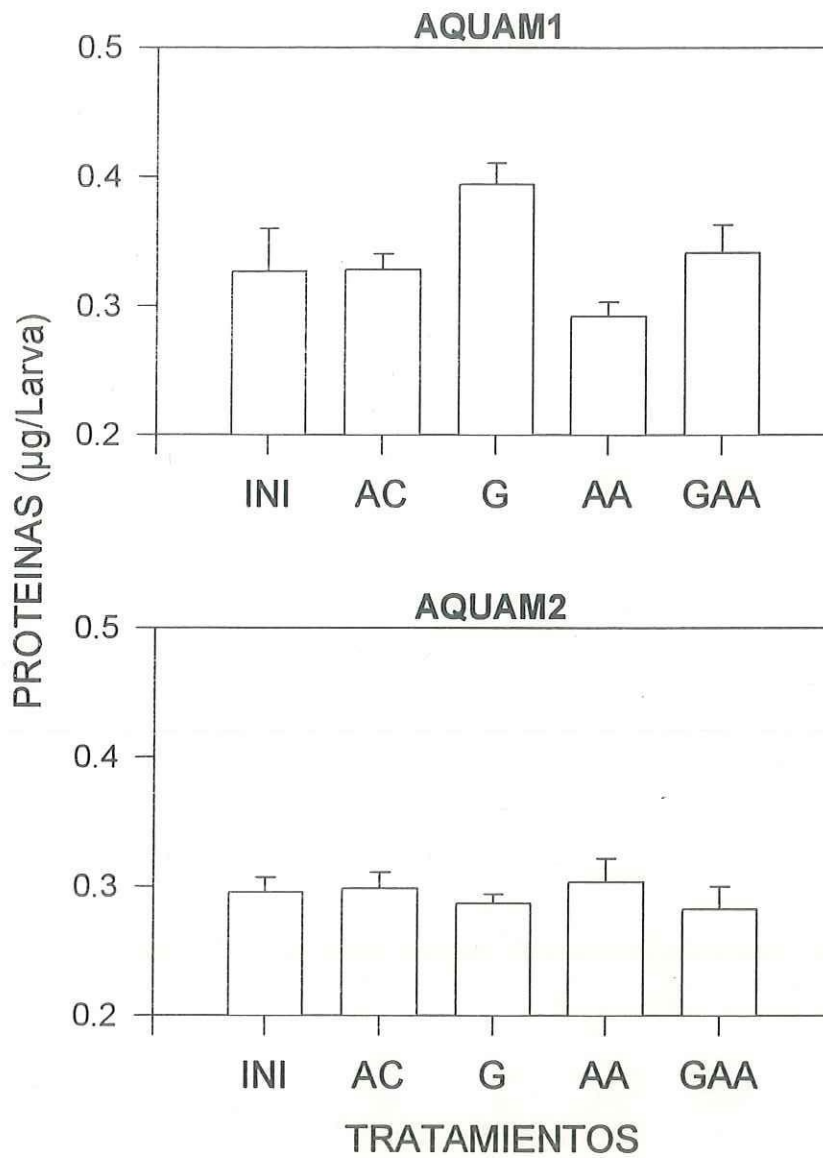 AQUAM1
0.5
0.4
0.3
0.2
INI AC G AA GAA
PROTEINAS (µg/Larva)
AQUAM2
0.5
0.4
0.3
0.2
INI AC G AA GAA
TRATAMIENTOS